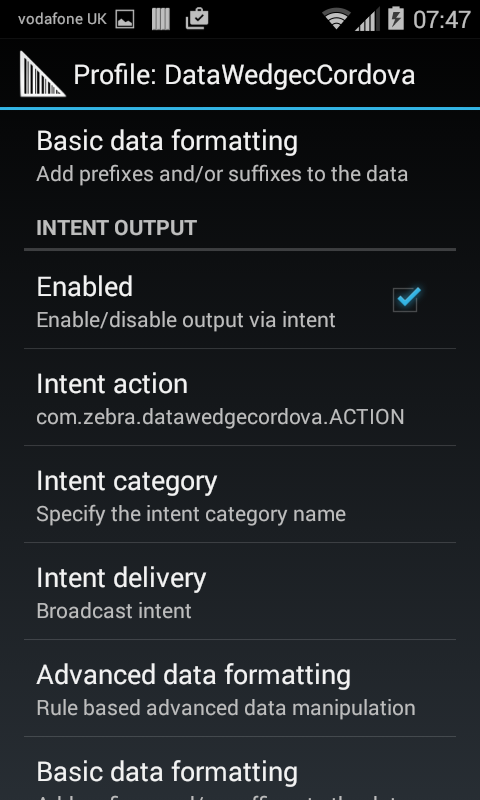 vodafone UK 07:47
Profile: DataWedgecCordova
Basic data formatting
Add prefixes and/or suffixes to the data
INTENT OUTPUT
Enabled
Enable/disable output via intent
Intent action
com.zebra.datawedgecordova.ACTION
Intent category
Specify the intent category name
Intent delivery
Broadcast intent
Advanced data formatting
Rule based advanced data manipulation
Basic data formatting